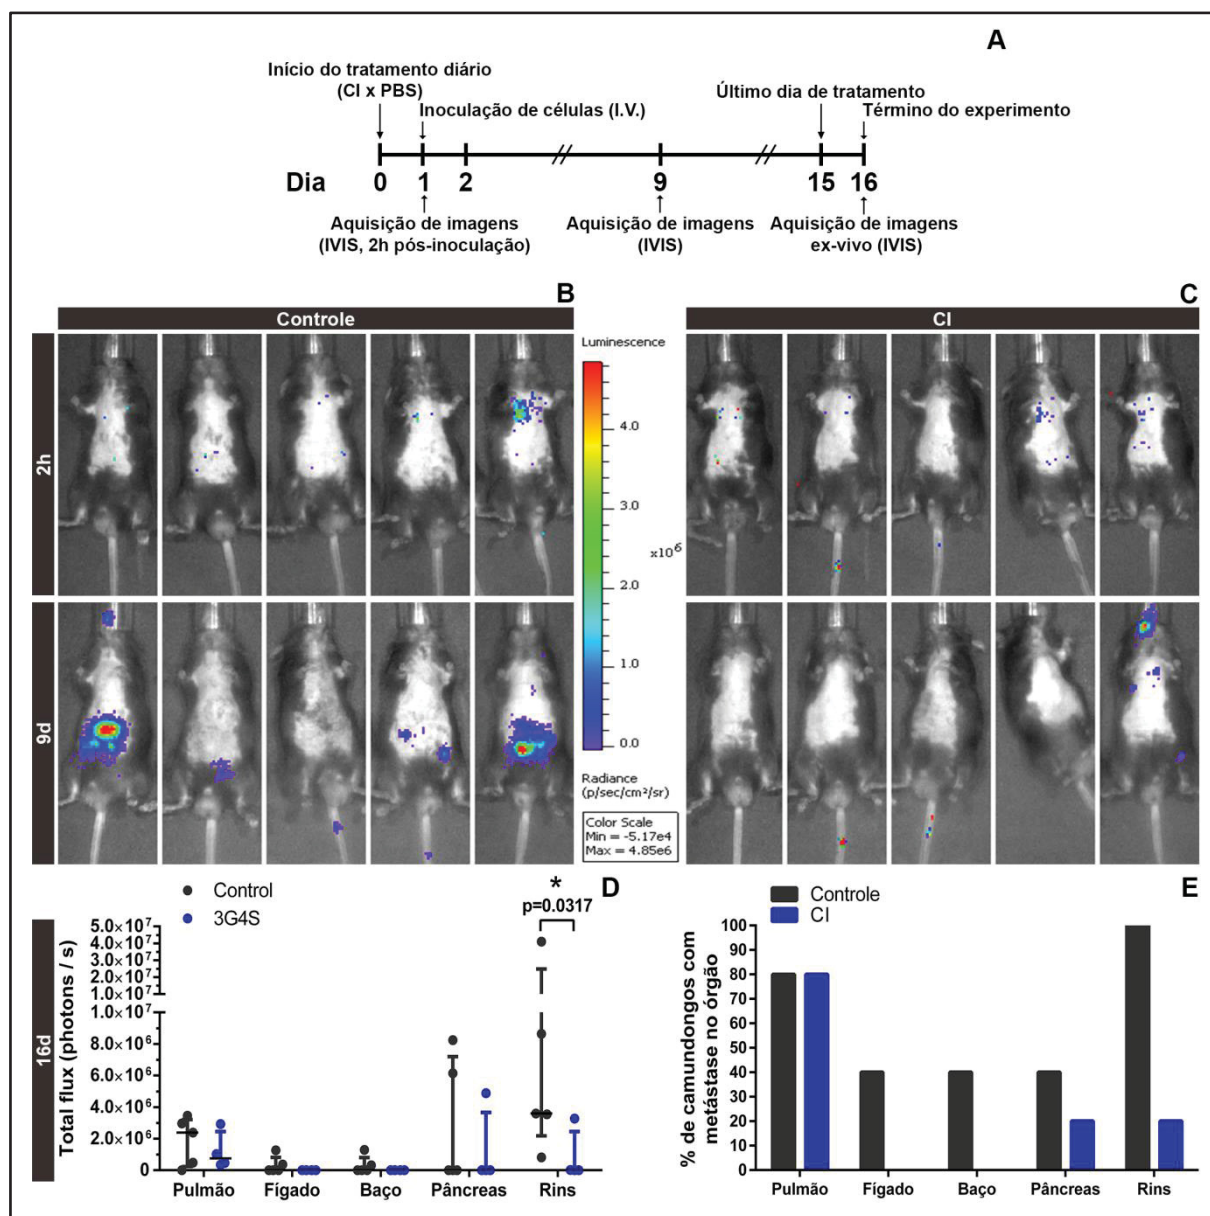 A
Início do tratamento diário
(CI x PBS)
Inoculação de células (I.V.)
Último dia de tratamento
Término do experimento
Dia 0 1 2 9 15 16
Aquisição de imagens
(IVIS, 2h pós-inoculação)
Aquisição de imagens
(IVIS)
Aquisição de imagens
ex-vivo (IVIS)
B
Controle
2h
9d
Luminescence
4.0
3.0
2.0
1.0
0.0
x10⁶
Radiance
(p/sec/cm²/sr)
Color Scale
Min = -5.17e4
Max = 4.85e6
C
CI
D
16d
Control
3G4S
*
p=0.0317
Total flux (photons / s)
5.0×10⁷
4.0×10⁷
3.0×10⁷
2.0×10⁷
1.0×10⁷
1.0×10⁷
8.0×10⁶
6.0×10⁶
4.0×10⁶
2.0×10⁶
0
Pulmão Fígado Baço Pâncreas Rins
E
Controle
CI
% de camundongos com
metástase no órgão
100
90
80
70
60
50
40
30
20
10
0
Pulmão Fígado Baço Pâncreas Rins